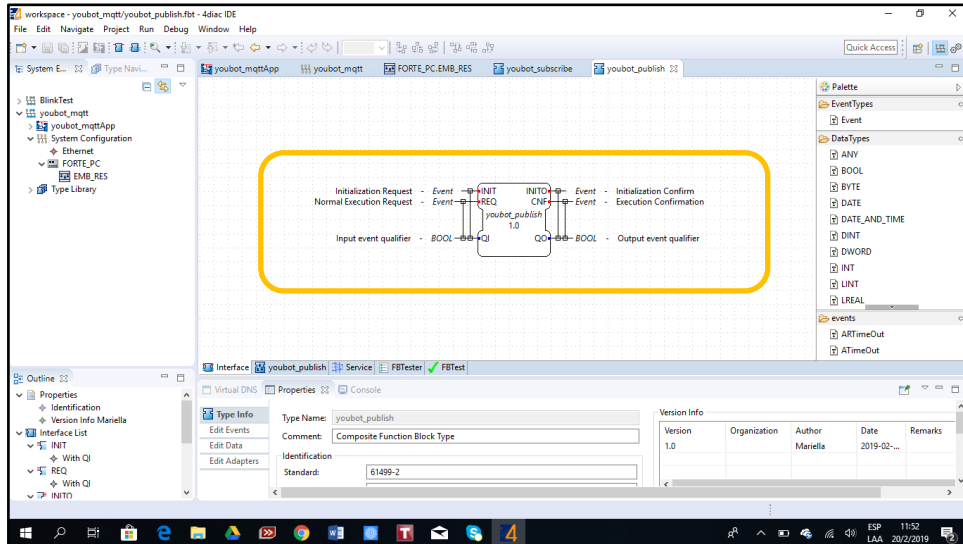 workspace - youbot_mqtt/youbot_publish.fbt - 4diac IDE
File Edit Navigate Project Run Debug Window Help
Quick Access
System E... Type Navi...
youbot_mqttApp youbot_mqtt FORTE_PC.EMB_RES youbot_subscribe youbot_publish
BlinkTest
youbot_mqtt
youbot_mqttApp
System Configuration
Ethernet
FORTE_PC
EMB_RES
Type Library
Initialization Request - Event INIT INITO Event - Initialization Confirm
Normal Execution Request - Event REQ CNF Event - Execution Confirmation
youbot_publish
1.0
Input event qualifier - BOOL QI QO BOOL - Output event qualifier
Palette
EventTypes
Event
DataTypes
ANY
BOOL
BYTE
DATE
DATE_AND_TIME
DINT
DWORD
INT
LINT
LREAL
events
ARTimeOut
ATimeOut
Interface youbot_publish Service FBTester FBTest
Outline
Properties
Identification
Version Info Mariella
Interface List
INIT
With QI
REQ
With QI
INITO
Virtual DNS Properties Console
Type Info
Edit Events
Edit Data
Edit Adapters
Type Name: youbot_publish
Comment: Composite Function Block Type
Identification
Standard: 61499-2
Version Info
Version Organization Author Date Remarks
1.0 Mariella 2019-02-...
ESP 11:52
LAA 20/2/2019